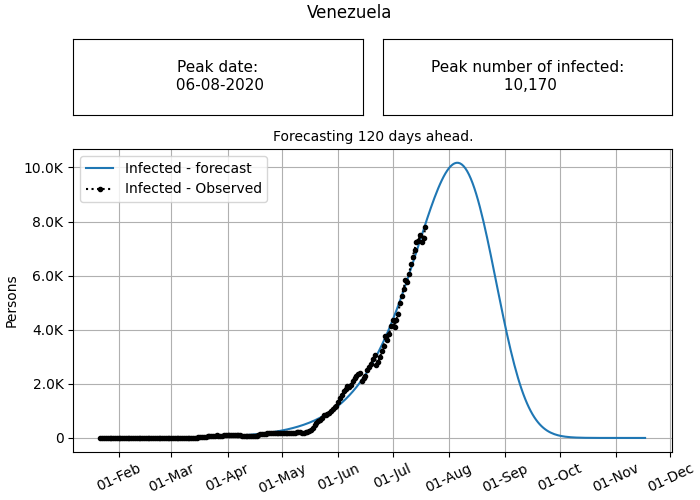 Venezuela
Peak date:
06-08-2020
Peak number of infected:
10,170
Forecasting 120 days ahead.
Infected - forecast
Infected - Observed
Persons
10.0K
8.0K
6.0K
4.0K
2.0K
0
01-Feb
01-Mar
01-Apr
01-May
01-Jun
01-Jul
01-Aug
01-Sep
01-Oct
01-Nov
01-Dec